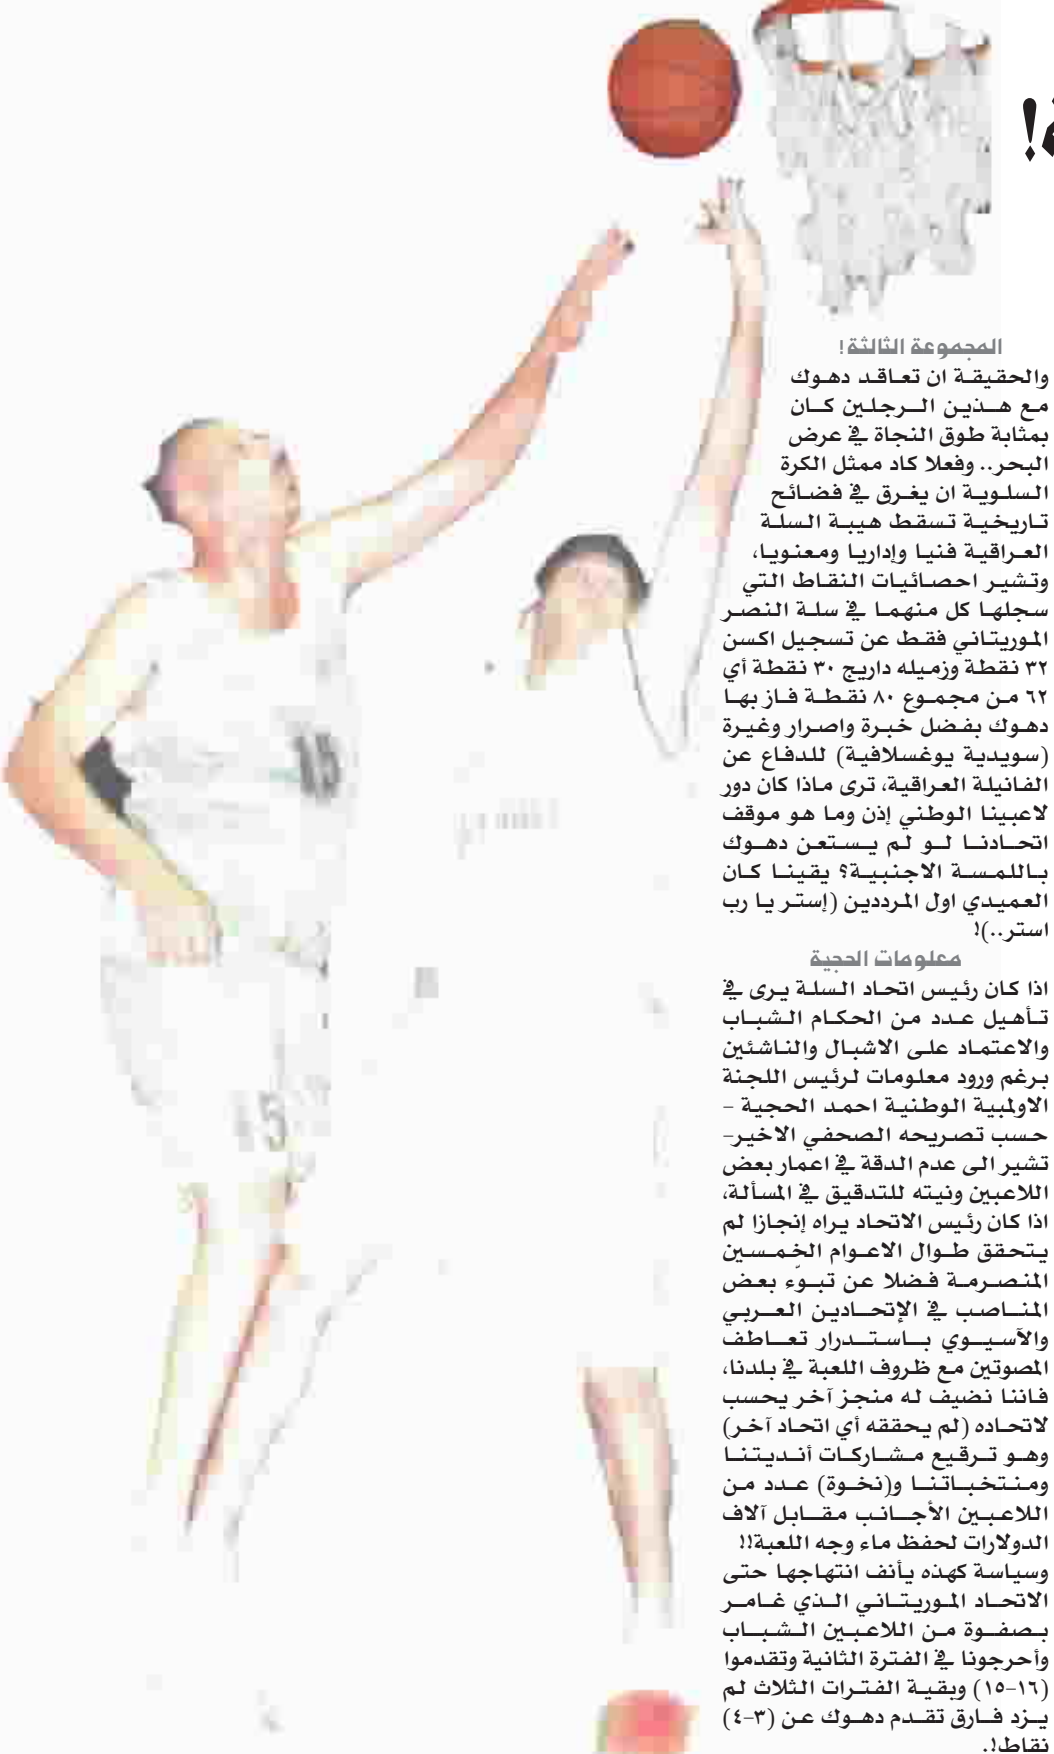 !
المجموعة الثالثة!
والحقيقة ان تعاقد دهوك
مع هذين الرجلين كان
بمثابة طوق النجاة في عرض
البحر.. وفعلا كاد ممثل الكرة
السلوية ان يغرق في فضائح
تاريخية تسقط هيبة السلة
العراقية فنيا وإداريا ومعنويا،
وتشير احصائيات النقاط التي
سجلها كل منهما في سلة النصر
الموريتاني فقط عن تسجيل اكسن
٣٢ نقطة وزميله داريج ٣٠ نقطة أي
٦٢ من مجموع ٨٠ نقطة فاز بها
دهوك بفضل خبرة واصرار وغيرة
(سويدية يوغسلافية) للدفاع عن
الفانيلة العراقية، ترى ماذا كان دور
لاعبينا الوطني إذن وما هو موقف
اتحادنا لو لم يستعن دهوك
باللمسة الاجنبية؟ يقينا كان
العميدي اول المرددين (إستر يا رب
استر..)!
معلومات الحجية
اذا كان رئيس اتحاد السلة يرى في
تأهيل عدد من الحكام الشباب
والاعتماد على الاشبال والناشئين
برغم ورود معلومات لرئيس اللجنة
الاولمبية الوطنية احمد الحجية -
حسب تصريحه الصحفي الاخير-
تشير الى عدم الدقة في اعمار بعض
اللاعبين ونيته للتدقيق في المسألة،
اذا كان رئيس الاتحاد يراه إنجازا لم
يتحقق طوال الاعوام الخمسين
المنصرمة فضلا عن تبوّء بعض
المناصب في الإتحادين العربي
والآسيوي باستدرار تعاطف
المصوتين مع ظروف اللعبة في بلدنا،
فاننا نضيف له منجز آخر يحسب
لاتحاده (لم يحققه أي اتحاد آخر)
وهو ترقيع مشاركات أنديتنا
ومنتخباتنا و(نخوة) عدد من
اللاعبين الأجانب مقابل آلاف
الدولارات لحفظ ماء وجه اللعبة!!
وسياسة كهذه يأنف انتهاجها حتى
الاتحاد الموريتاني الذي غامر
بصفوة من اللاعبين الشباب
وأحرجونا في الفترة الثانية وتقدموا
(١٦-١٥) وبقية الفترات الثلاث لم
يزد فارق تقدم دهوك عن (٣-٤)
نقاط!.
15
15